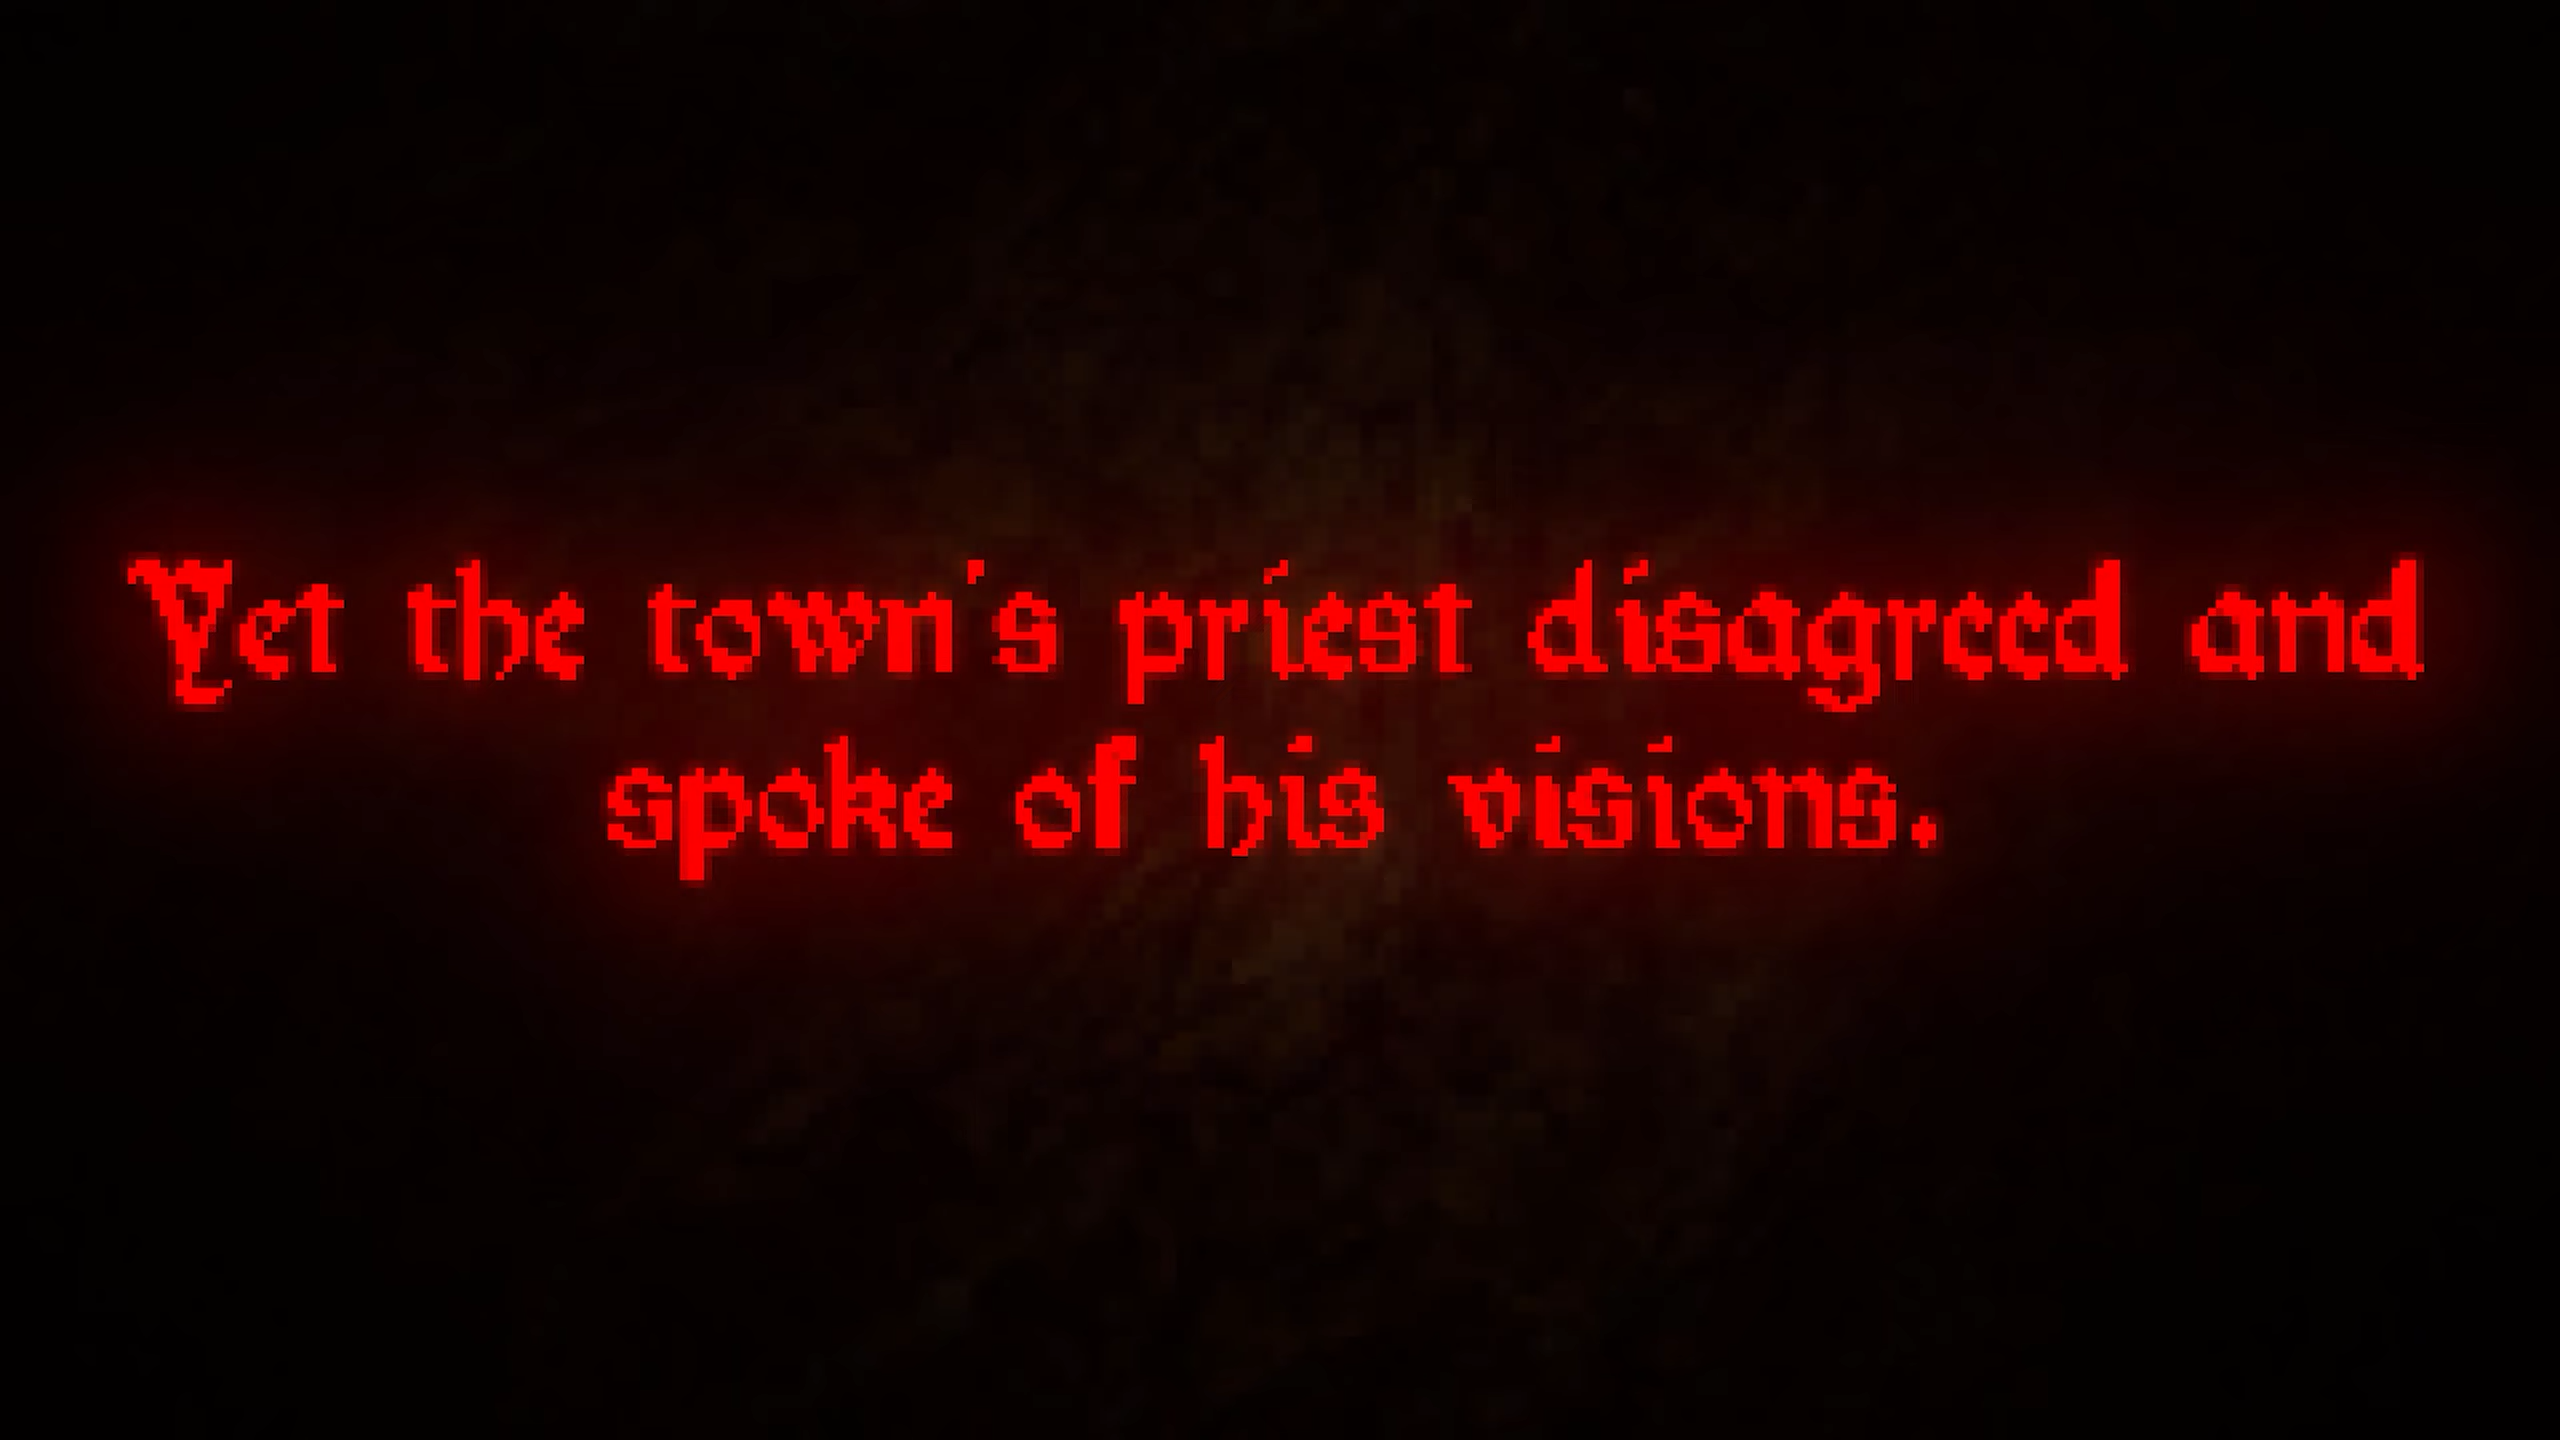 Yet the town's priest disagreed and
spoke of his visions.